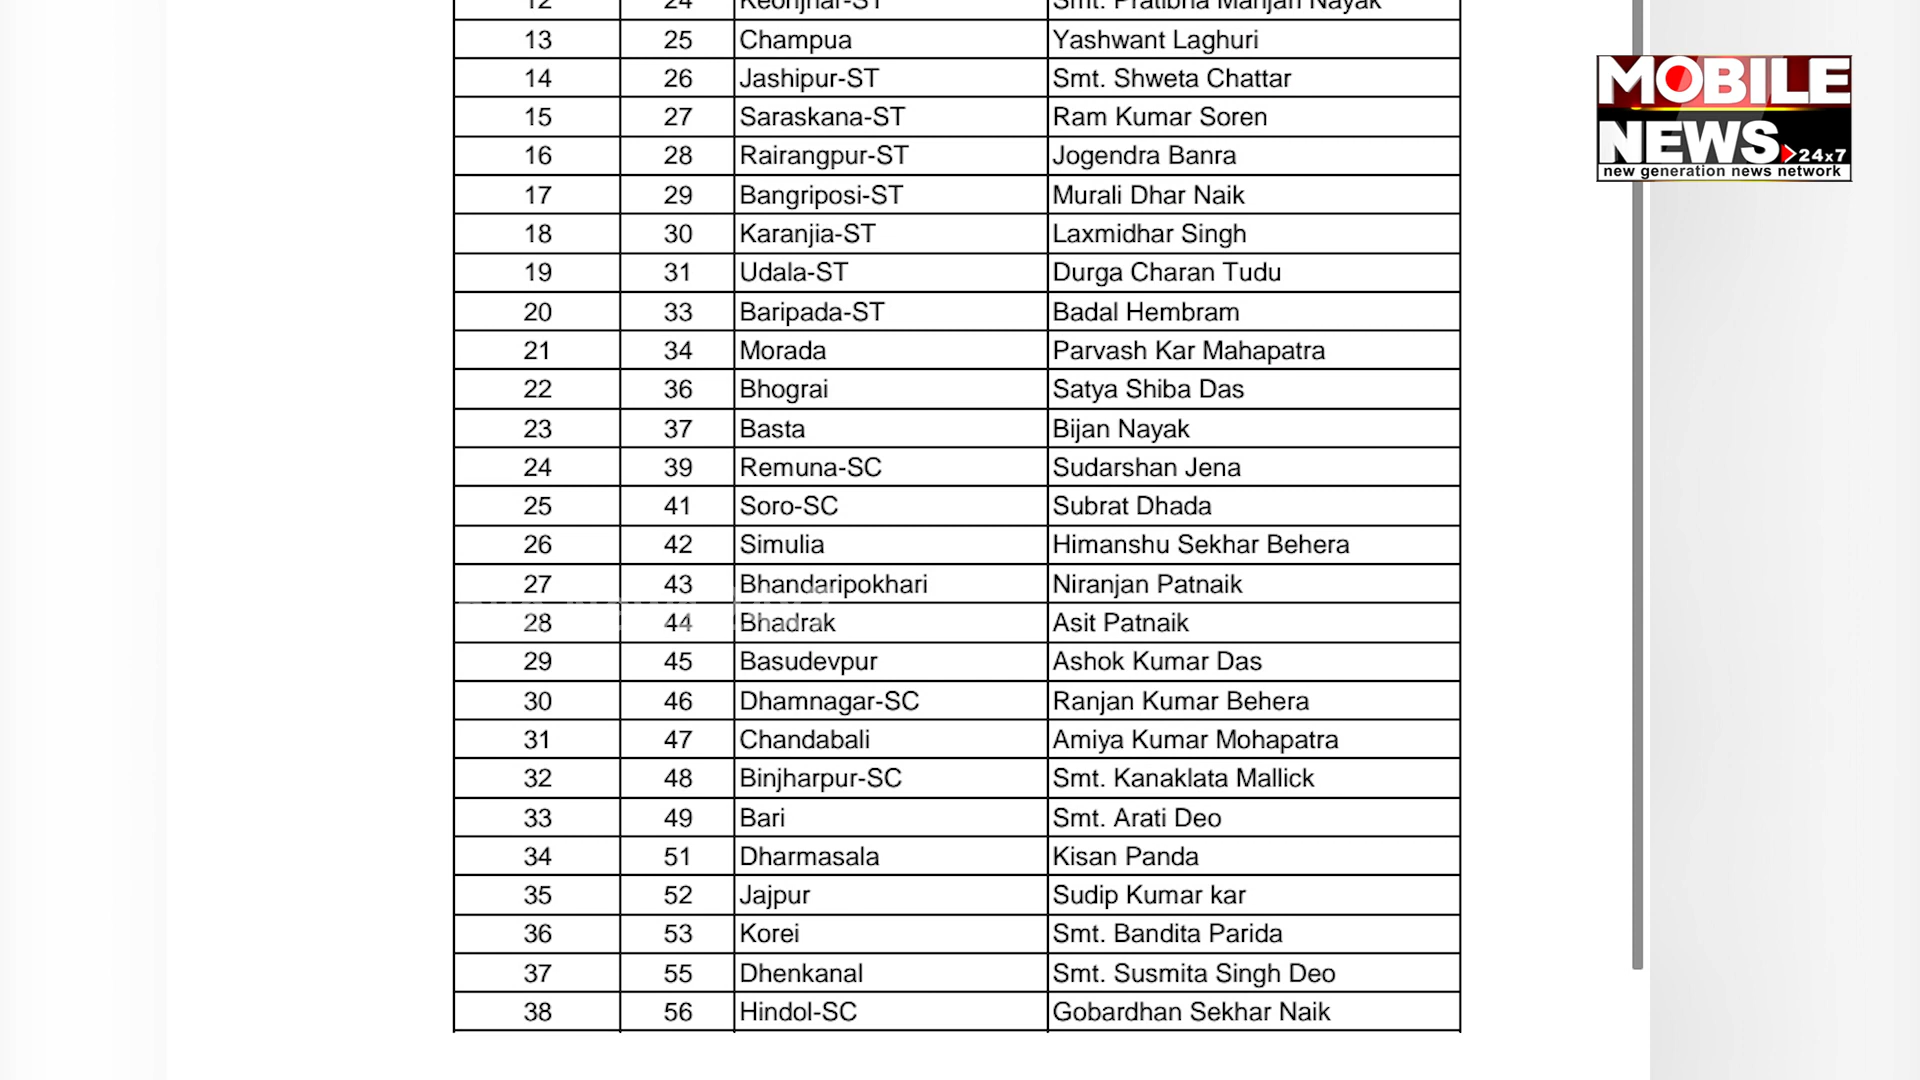 12 24 Keonjhar-ST Smt. Pratibha Manjari Nayak
13 25 Champua Yashwant Laghuri
14 26 Jashipur-ST Smt. Shweta Chattar
15 27 Saraskana-ST Ram Kumar Soren
16 28 Rairangpur-ST Jogendra Banra
17 29 Bangriposi-ST Murali Dhar Naik
18 30 Karanjia-ST Laxmidhar Singh
19 31 Udala-ST Durga Charan Tudu
20 33 Baripada-ST Badal Hembram
21 34 Morada Parvash Kar Mahapatra
22 36 Bhograi Satya Shiba Das
23 37 Basta Bijan Nayak
24 39 Remuna-SC Sudarshan Jena
25 41 Soro-SC Subrat Dhada
26 42 Simulia Himanshu Sekhar Behera
27 43 Bhandaripokhari Niranjan Patnaik
28 44 Bhadrak Asit Patnaik
29 45 Basudevpur Ashok Kumar Das
30 46 Dhamnagar-SC Ranjan Kumar Behera
31 47 Chandabali Amiya Kumar Mohapatra
32 48 Binjharpur-SC Smt. Kanaklata Mallick
33 49 Bari Smt. Arati Deo
34 51 Dharmasala Kisan Panda
35 52 Jajpur Sudip Kumar kar
36 53 Korei Smt. Bandita Parida
37 55 Dhenkanal Smt. Susmita Singh Deo
38 56 Hindol-SC Gobardhan Sekhar Naik
MOBILE
NEWS 24x7
new generation news network